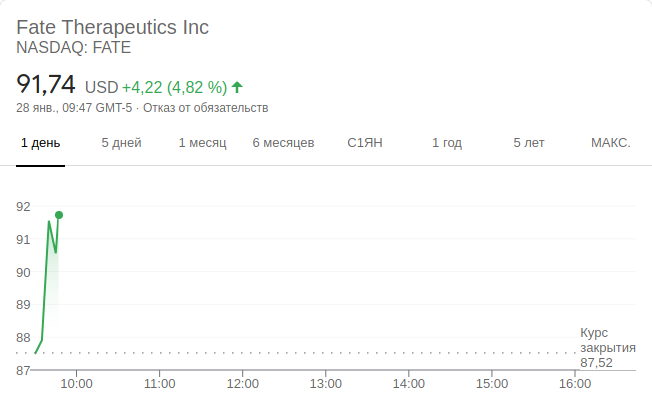 Fate Therapeutics Inc
NASDAQ: FATE
91,74 USD +4,22 (4,82 %)
28 янв., 09:47 GMT-5 · Отказ от обязательств
1 день 5 дней 1 месяц 6 месяцев С1ЯН 1 год 5 лет МАКС.
92
91
90
89
88
87
Курс
закрытия
87,52
10:00 11:00 12:00 13:00 14:00 15:00 16:00